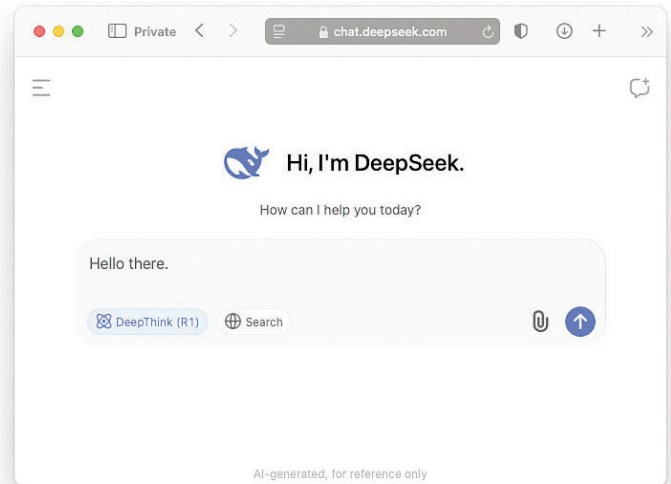 Private chat.deepseek.com
Hi, I'm DeepSeek.
How can I help you today?
Hello there.
DeepThink (R1) Search
AI-generated, for reference only